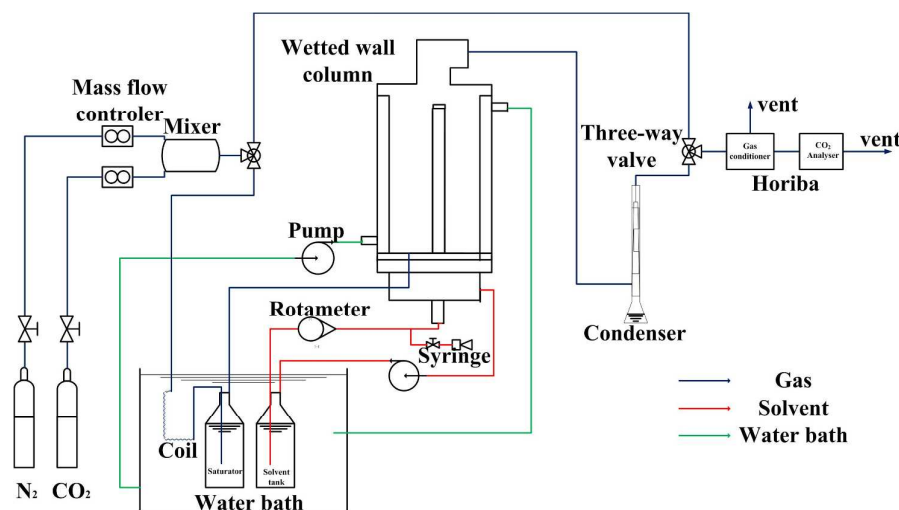 Wetted wall
column
Mass flow
controler
Mixer
vent
vent
Three-way
valve
Gas
conditioner
CO₂
Analyser
Horiba
Pump
Rotameter
Syringe
Condenser
Gas
Solvent
Water bath
Coil
Saturator
Solvent
tank
Water bath
N₂
CO₂